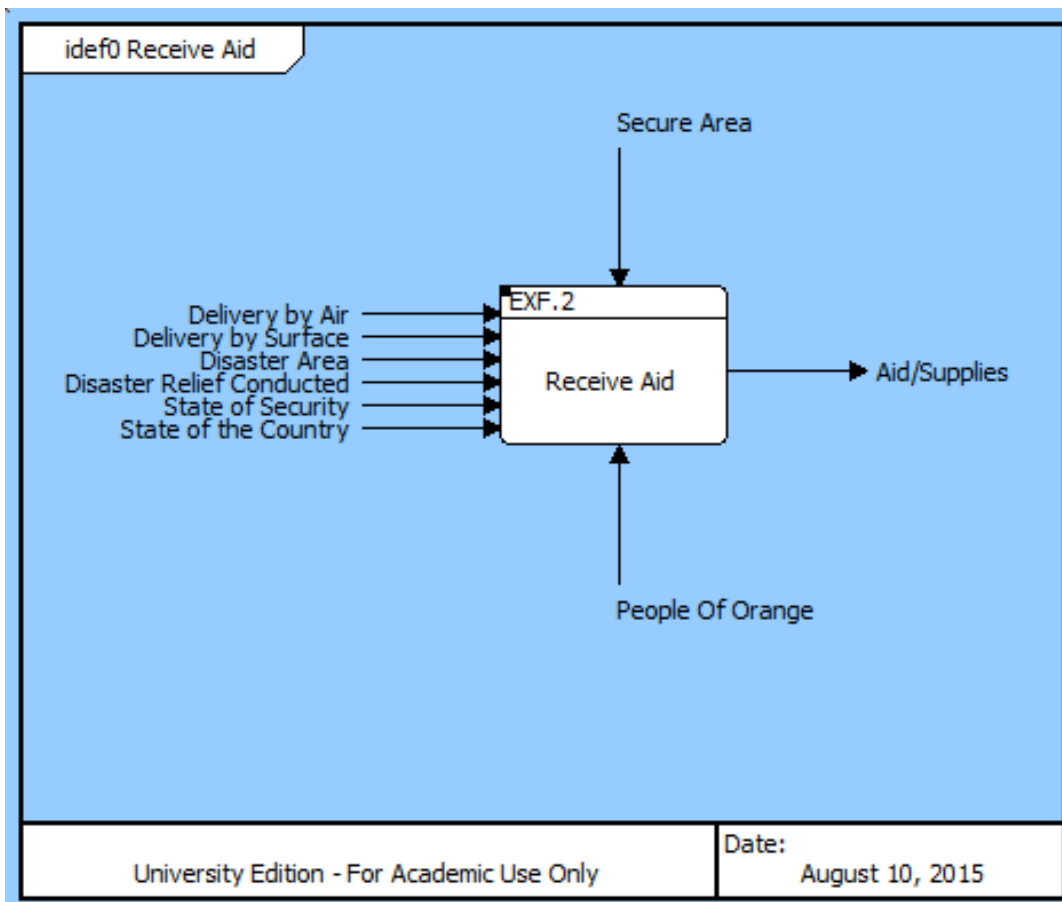 idef0 Receive Aid
Secure Area
EXF.2
Delivery by Air
Delivery by Surface
Disaster Area
Disaster Relief Conducted
State of Security
State of the Country
Receive Aid
Aid/Supplies
People Of Orange
University Edition - For Academic Use Only
Date:
August 10, 2015